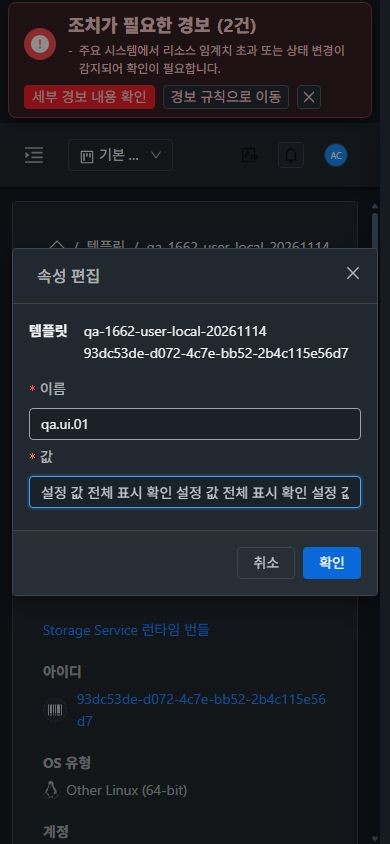 조치가 필요한 경보 (2건)
- 주요 시스템에서 리소스 임계치 초과 또는 상태 변경이
감지되어 확인이 필요합니다.
세부 경보 내용 확인
경보 규칙으로 이동
기본 ...
AC
/ 템플릿 / qa-1662-user-local-20261114
속성 편집
템플릿
qa-1662-user-local-20261114
93dc53de-d072-4c7e-bb52-2b4c115e56d7
* 이름
qa.ui.01
* 값
설정 값 전체 표시 확인 설정 값 전체 표시 확인 설정 값
취소
확인
Storage Service 런타임 번들
아이디
93dc53de-d072-4c7e-bb52-2b4c115e56
d7
OS 유형
Other Linux (64-bit)
계정